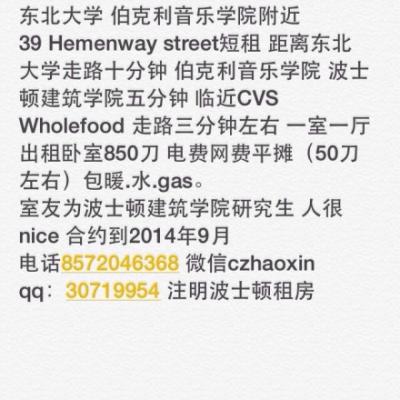 东北大学 伯克利音乐学院附近
39 Hemenway street短租 距离东北
大学走路十分钟 伯克利音乐学院 波士
顿建筑学院五分钟 临近CVS
Wholefood 走路三分钟左右 一室一厅
出租卧室850刀 电费网费平摊（50刀
左右）包暖.水.gas。
室友为波士顿建筑学院研究生 人很
nice 合约到2014年9月
电话8572046368 微信czhaoxin
qq：30719954 注明波士顿租房